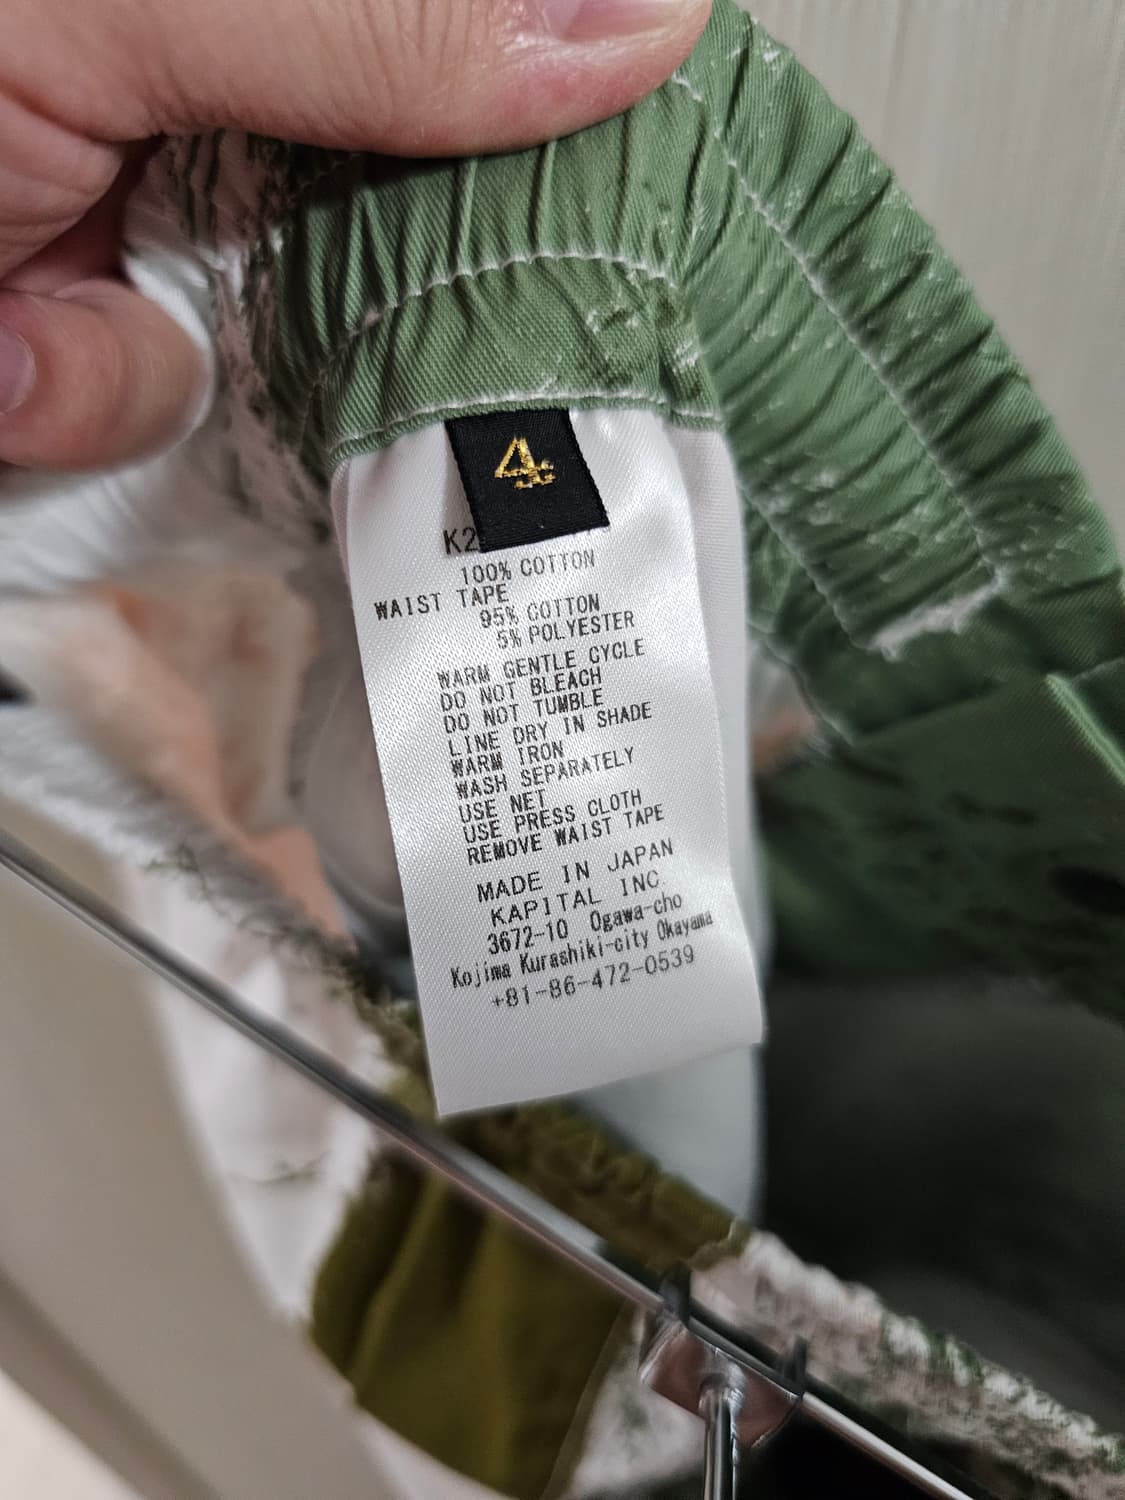 4
K2
100% COTTON
WAIST TAPE
95% COTTON
5% POLYESTER
WARM GENTLE CYCLE
DO NOT BLEACH
DO NOT TUMBLE
LINE DRY IN SHADE
WARM IRON
WASH SEPARATELY
USE NET
USE PRESS CLOTH
REMOVE WAIST TAPE
MADE IN JAPAN
KAPITAL INC.
3672-10 Ogawa-cho
Kojima Kurashiki-city Okayama
+81-86-472-0539